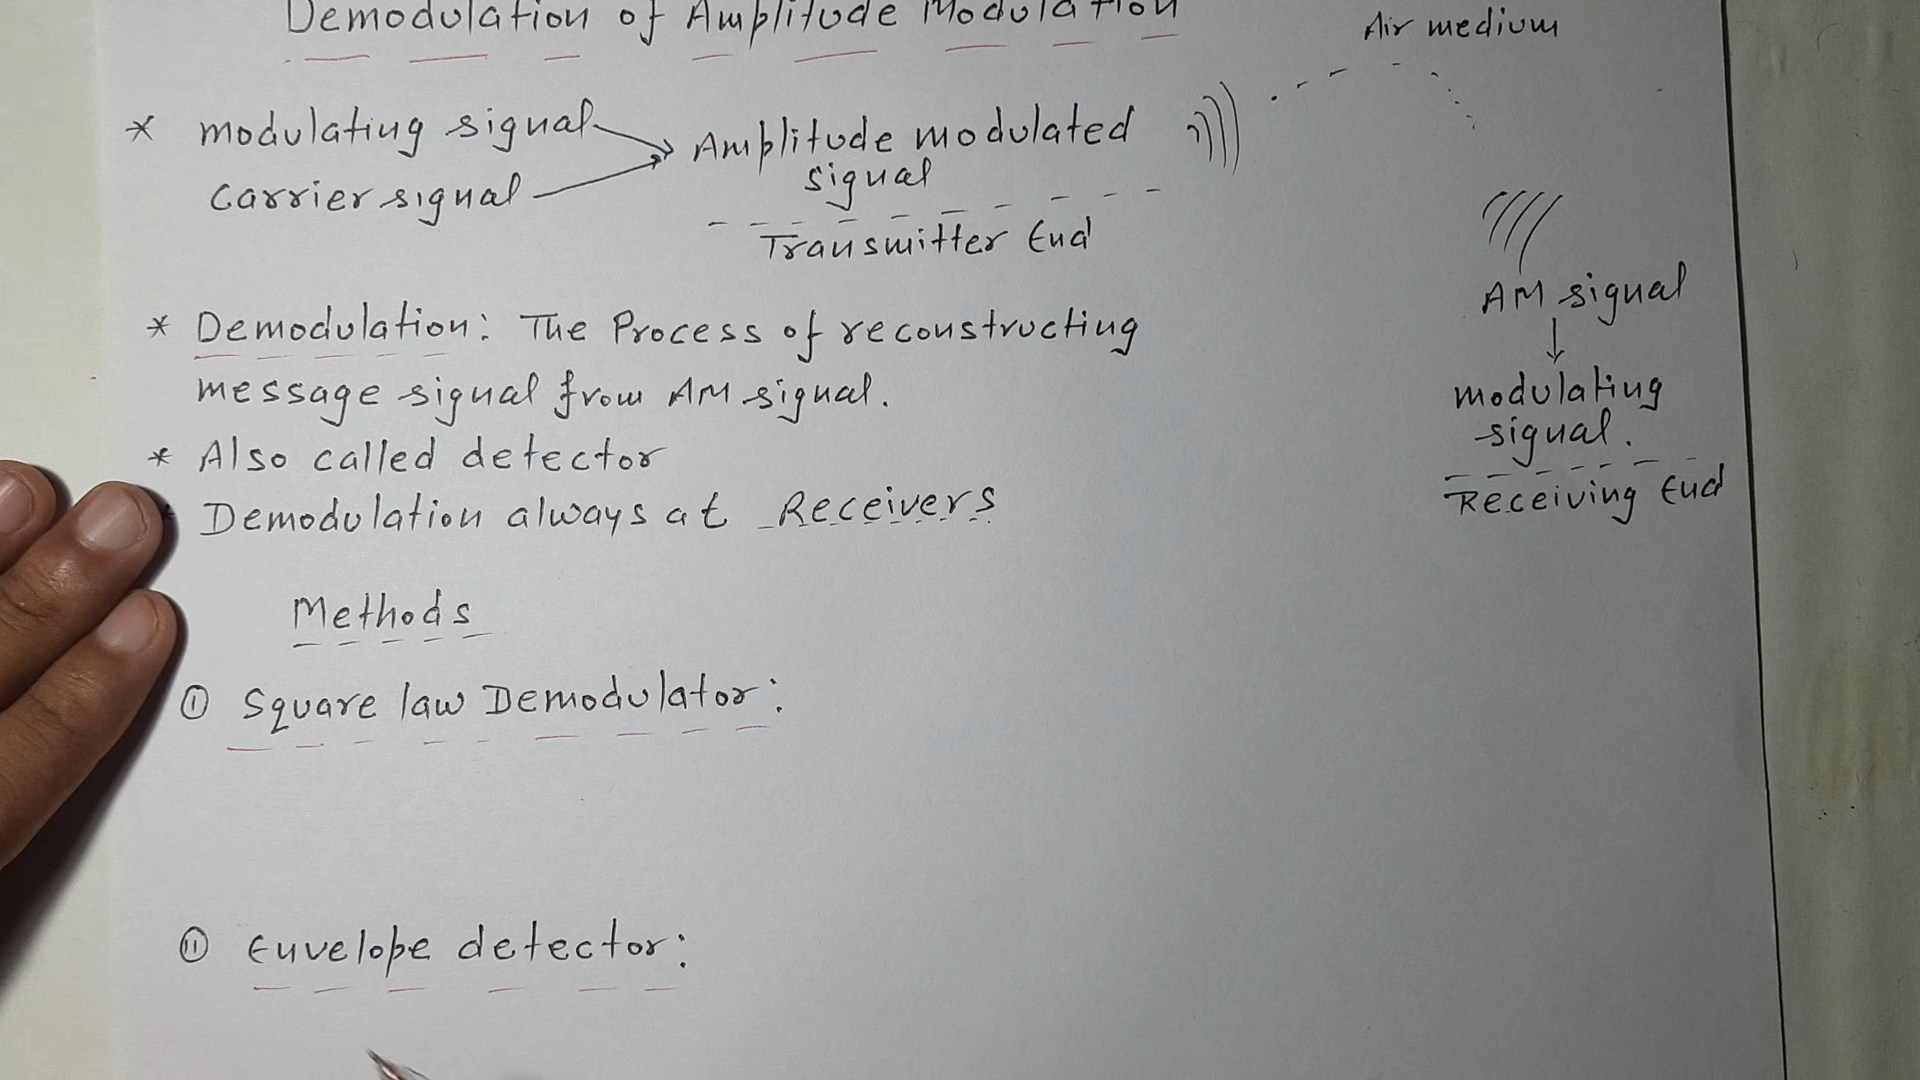 Demodulation of Amplitude Modulation
Air medium
* modulating signal
carrier signal
Amplitude modulated
signal
Transmitter End
AM signal
modulating
signal.
Receiving End
* Demodulation: The Process of reconstructing
message signal from AM signal.
* Also called detector
* Demodulation always at Receivers
Methods
① Square law Demodulator:
⑪ Envelope detector: